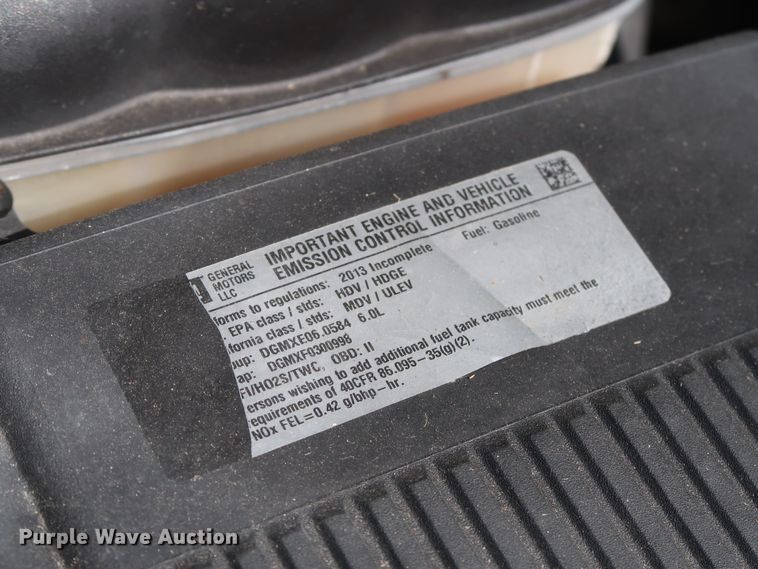 GENERAL
MOTORS
LLC
IMPORTANT ENGINE AND VEHICLE
EMISSION CONTROL INFORMATION
orms to regulations: 2013 Incomplete Fuel: Gasoline
. EPA class / stds: HDV / HDGE
fornia class / stds: MDV / ULEV
oup: DGMXE06.0584 6.0L
ap: DGMXF0300998
FI/HO2S/TWC, OBD: II
ersons wishing to add additional fuel tank capacity must meet the
equirements of 40CFR 86.095-35(g)(2).
NOx FEL=0.42 g/bhp-hr.
Purple Wave Auction